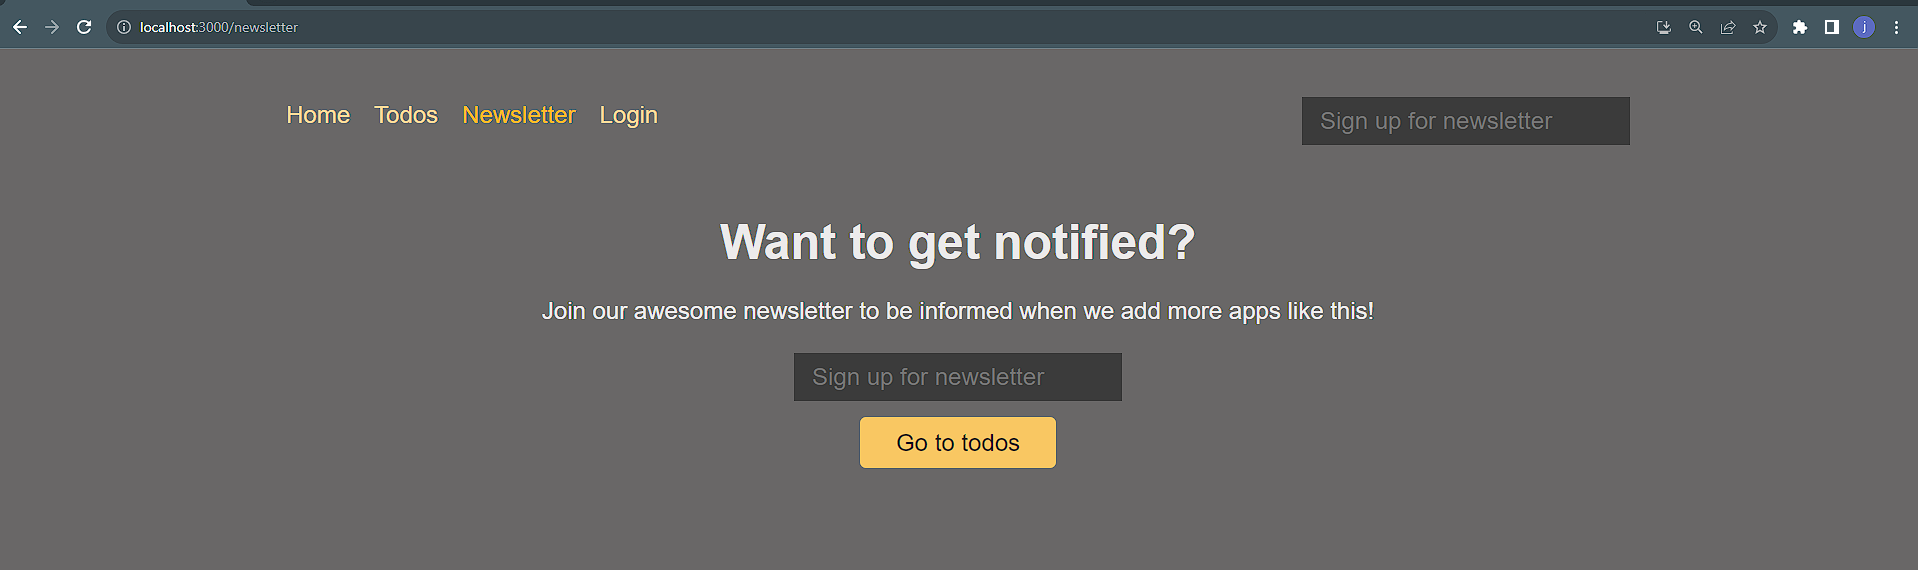 localhost:3000/newsletter
j
Home Todos Newsletter Login
Sign up for newsletter
Want to get notified?
Join our awesome newsletter to be informed when we add more apps like this!
Sign up for newsletter
Go to todos